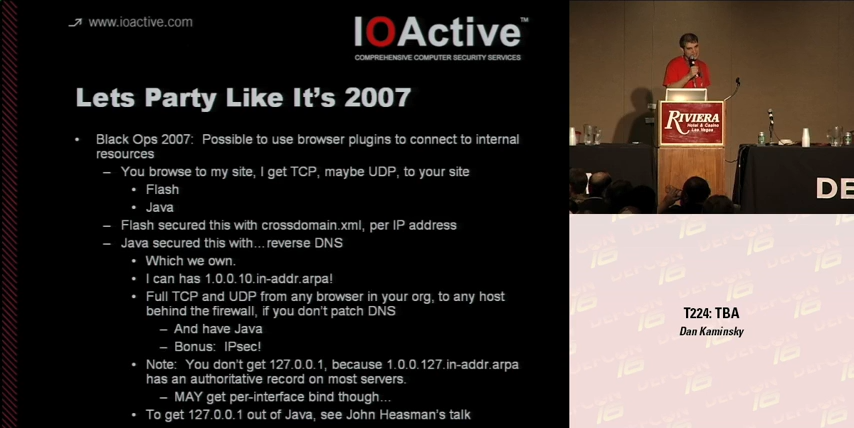 www.ioactive.com
IOActive™
COMPREHENSIVE COMPUTER SECURITY SERVICES
Lets Party Like It's 2007
• Black Ops 2007: Possible to use browser plugins to connect to internal
resources
– You browse to my site, I get TCP, maybe UDP, to your site
• Flash
• Java
– Flash secured this with crossdomain.xml, per IP address
– Java secured this with…reverse DNS
• Which we own.
• I can has 1.0.0.10.in-addr.arpa!
• Full TCP and UDP from any browser in your org, to any host
behind the firewall, if you don't patch DNS
– And have Java
– Bonus: IPsec!
• Note: You don't get 127.0.0.1, because 1.0.0.127.in-addr.arpa
has an authoritative record on most servers.
– MAY get per-interface bind though…
• To get 127.0.0.1 out of Java, see John Heasman's talk
RIVIERA
Hotel & Casino
Las Vegas
DE
T224: TBA
Dan Kaminsky